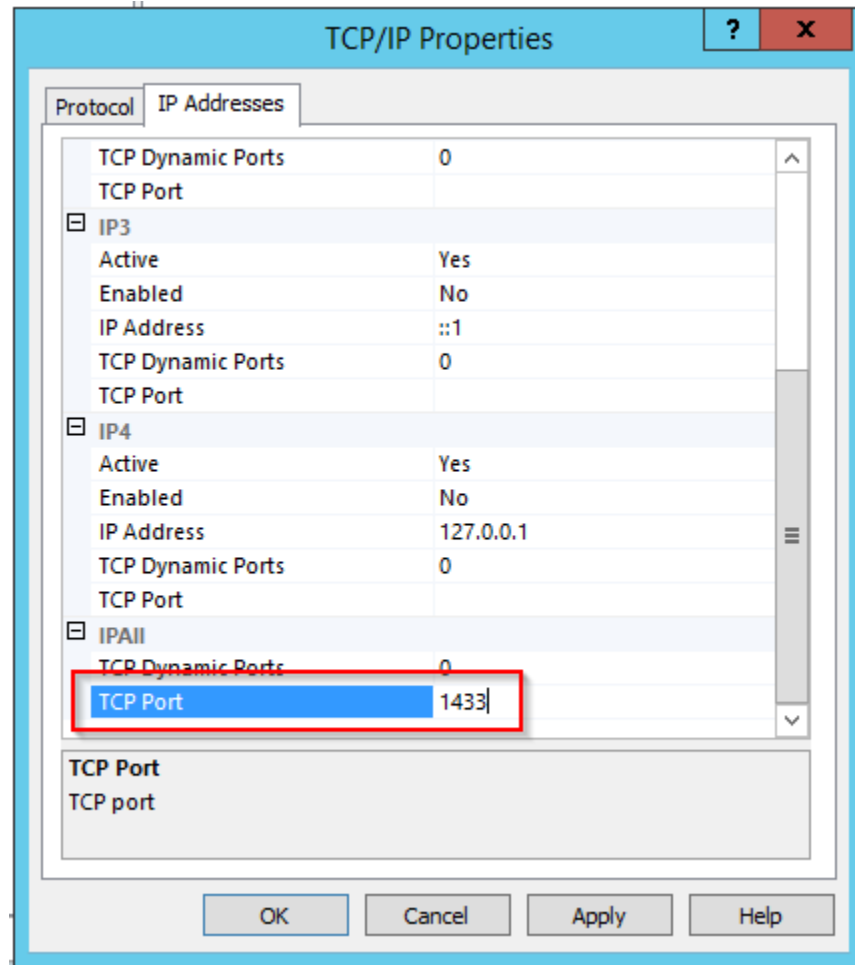 TCP/IP Properties
?
x
Protocol
IP Addresses
TCP Dynamic Ports 0
TCP Port
IP3
Active Yes
Enabled No
IP Address ::1
TCP Dynamic Ports 0
TCP Port
IP4
Active Yes
Enabled No
IP Address 127.0.0.1
TCP Dynamic Ports 0
TCP Port
IPAll
TCP Dynamic Ports 0
TCP Port 1433
TCP Port
TCP port
OK
Cancel
Apply
Help